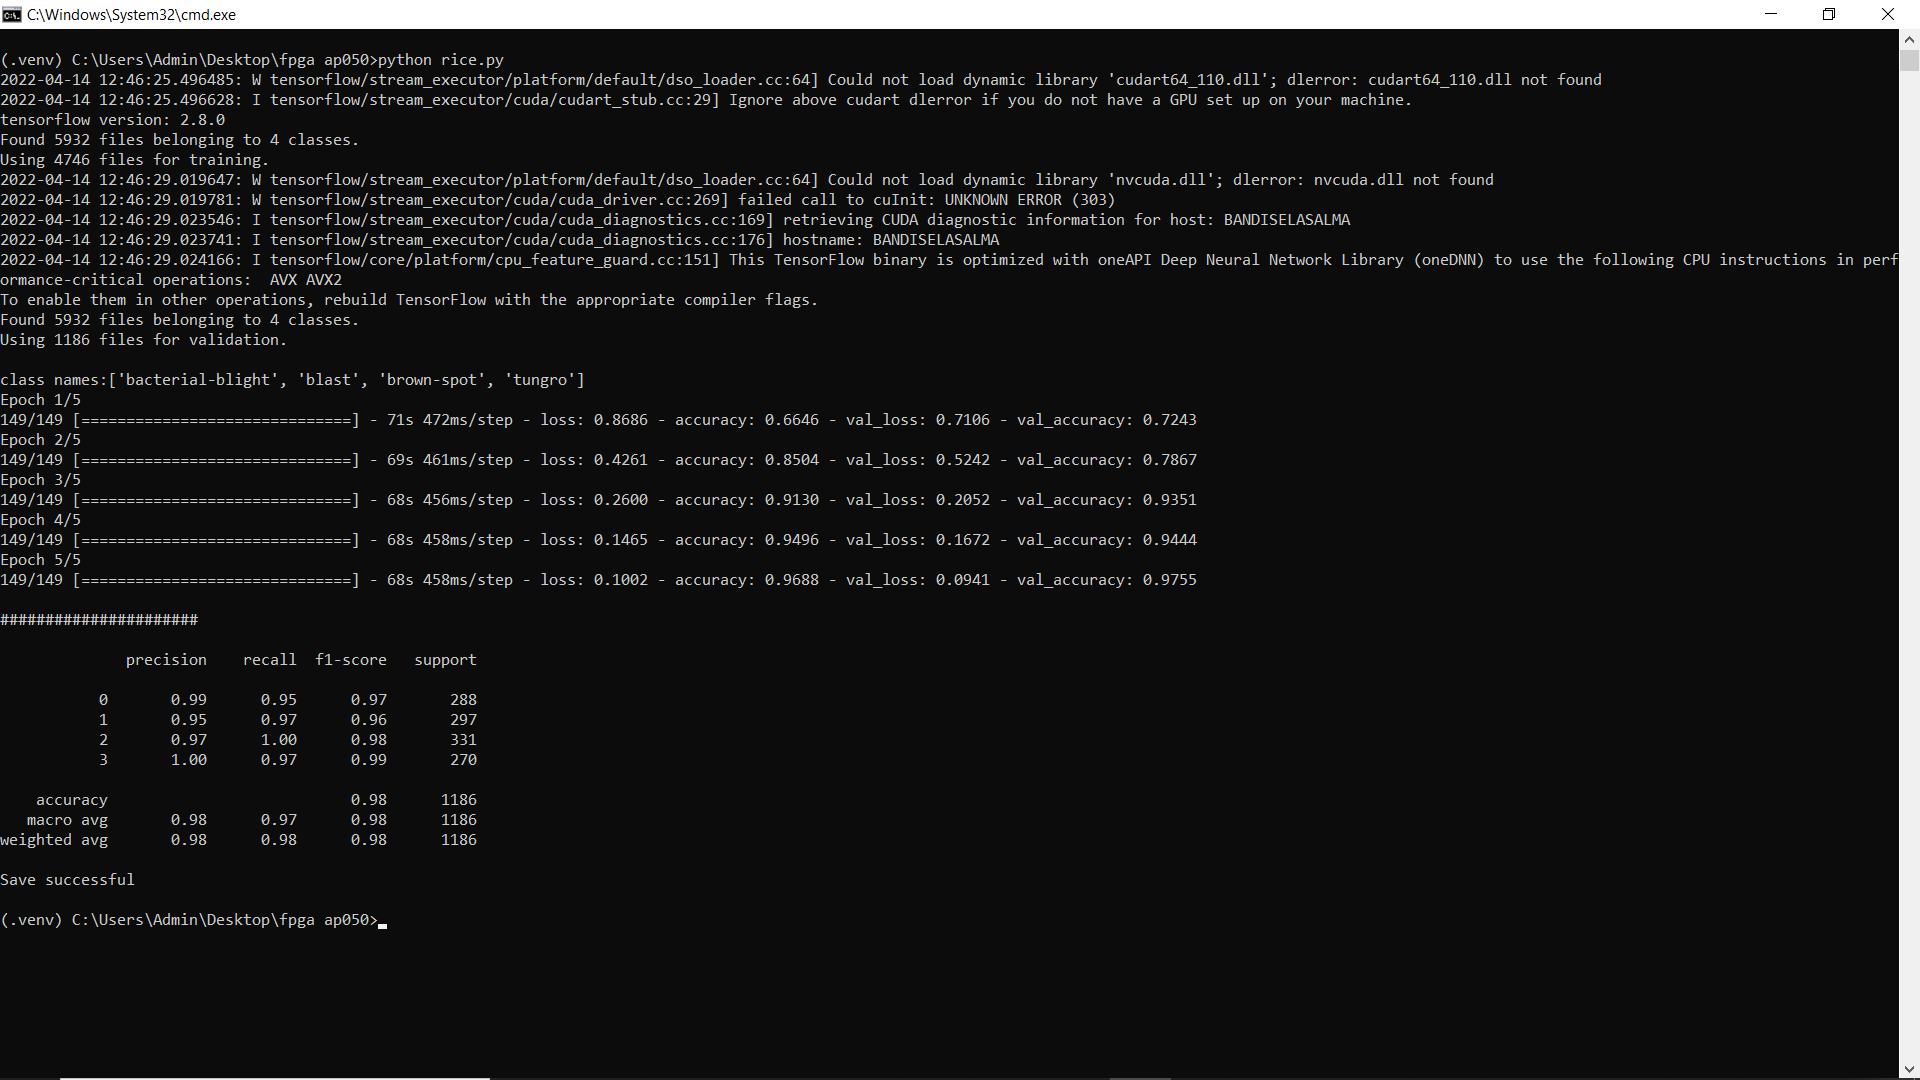 C:\Windows\System32\cmd.exe
(.venv) C:\Users\Admin\Desktop\fpga ap050>python rice.py
2022-04-14 12:46:25.496485: W tensorflow/stream_executor/platform/default/dso_loader.cc:64] Could not load dynamic library 'cudart64_110.dll'; dlerror: cudart64_110.dll not found
2022-04-14 12:46:25.496628: I tensorflow/stream_executor/cuda/cudart_stub.cc:29] Ignore above cudart dlerror if you do not have a GPU set up on your machine.
tensorflow version: 2.8.0
Found 5932 files belonging to 4 classes.
Using 4746 files for training.
2022-04-14 12:46:29.019647: W tensorflow/stream_executor/platform/default/dso_loader.cc:64] Could not load dynamic library 'nvcuda.dll'; dlerror: nvcuda.dll not found
2022-04-14 12:46:29.019781: W tensorflow/stream_executor/cuda/cuda_driver.cc:269] failed call to cuInit: UNKNOWN ERROR (303)
2022-04-14 12:46:29.023546: I tensorflow/stream_executor/cuda/cuda_diagnostics.cc:169] retrieving CUDA diagnostic information for host: BANDISELASALMA
2022-04-14 12:46:29.023741: I tensorflow/stream_executor/cuda/cuda_diagnostics.cc:176] hostname: BANDISELASALMA
2022-04-14 12:46:29.024166: I tensorflow/core/platform/cpu_feature_guard.cc:151] This TensorFlow binary is optimized with oneAPI Deep Neural Network Library (oneDNN) to use the following CPU instructions in perf
ormance-critical operations:  AVX AVX2
To enable them in other operations, rebuild TensorFlow with the appropriate compiler flags.
Found 5932 files belonging to 4 classes.
Using 1186 files for validation.
class names:['bacterial-blight', 'blast', 'brown-spot', 'tungro']
Epoch 1/5
149/149 [==============================] - 71s 472ms/step - loss: 0.8686 - accuracy: 0.6646 - val_loss: 0.7106 - val_accuracy: 0.7243
Epoch 2/5
149/149 [==============================] - 69s 461ms/step - loss: 0.4261 - accuracy: 0.8504 - val_loss: 0.5242 - val_accuracy: 0.7867
Epoch 3/5
149/149 [==============================] - 68s 456ms/step - loss: 0.2600 - accuracy: 0.9130 - val_loss: 0.2052 - val_accuracy: 0.9351
Epoch 4/5
149/149 [==============================] - 68s 458ms/step - loss: 0.1465 - accuracy: 0.9496 - val_loss: 0.1672 - val_accuracy: 0.9444
Epoch 5/5
149/149 [==============================] - 68s 458ms/step - loss: 0.1002 - accuracy: 0.9688 - val_loss: 0.0941 - val_accuracy: 0.9755
######################
precision    recall  f1-score   support
0       0.99      0.95      0.97       288
1       0.95      0.97      0.96       297
2       0.97      1.00      0.98       331
3       1.00      0.97      0.99       270
accuracy                           0.98      1186
macro avg       0.98      0.97      0.98      1186
weighted avg       0.98      0.98      0.98      1186
Save successful
(.venv) C:\Users\Admin\Desktop\fpga ap050>